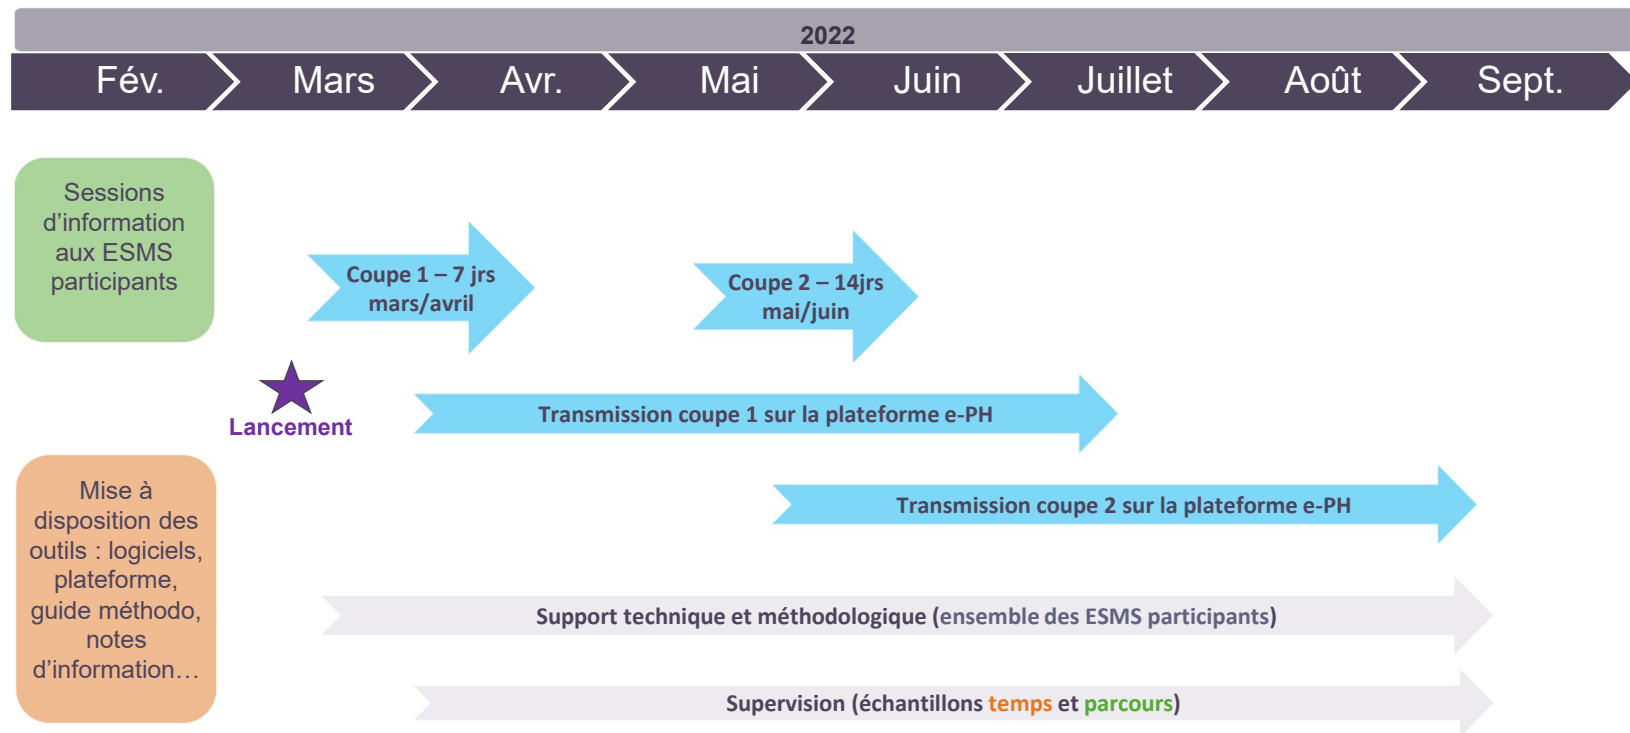 2022
Fév.
Mars
Avr.
Mai
Juin
Juillet
Août
Sept.
Sessions
d’information
aux ESMS
participants
Coupe 1 – 7 jrs
mars/avril
Coupe 2 – 14jrs
mai/juin
Lancement
Transmission coupe 1 sur la plateforme e-PH
Mise à
disposition des
outils : logiciels,
plateforme,
guide méthodo,
notes
d’information…
Transmission coupe 2 sur la plateforme e-PH
Support technique et méthodologique (ensemble des ESMS participants)
Supervision (échantillons temps et parcours)